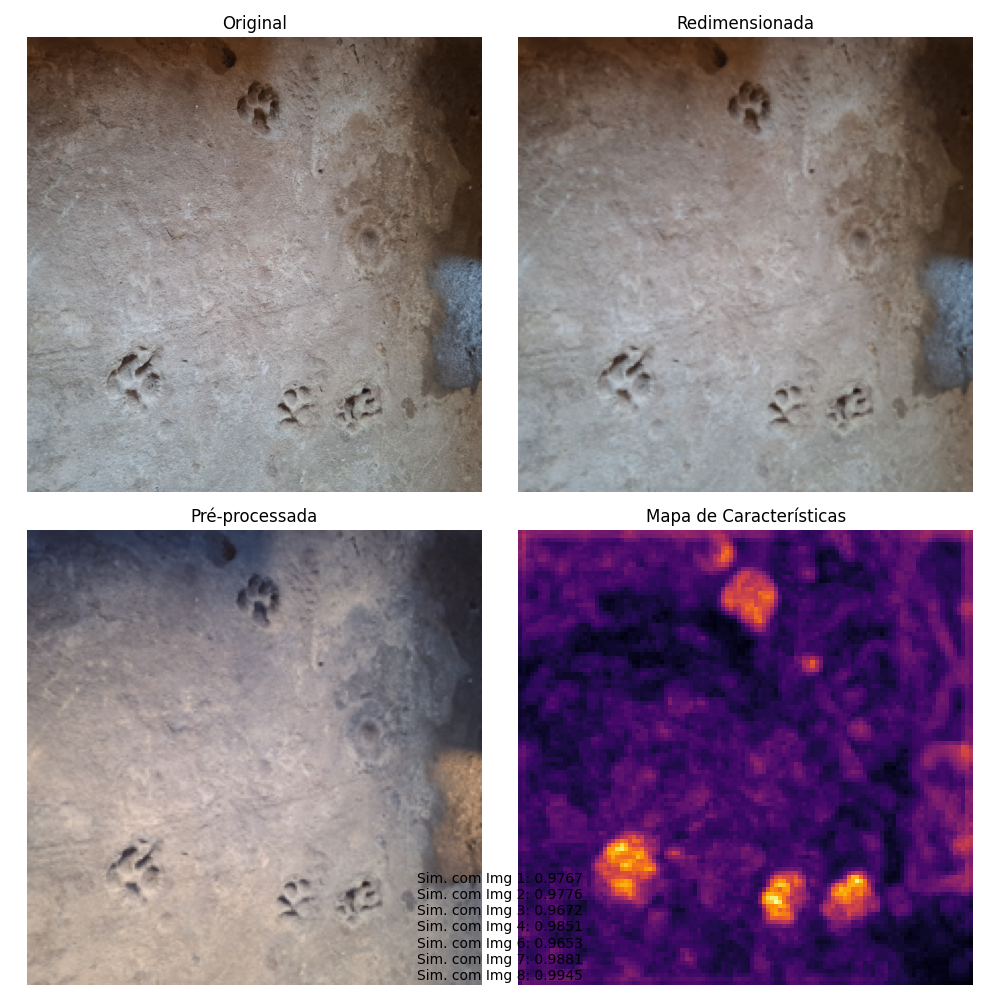 Original
Redimensionada
Pré-processada
Mapa de Características
Sim. com Img 1: 0.9767
Sim. com Img 2: 0.9776
Sim. com Img 3: 0.9672
Sim. com Img 4: 0.9851
Sim. com Img 6: 0.9653
Sim. com Img 7: 0.9881
Sim. com Img 8: 0.9945